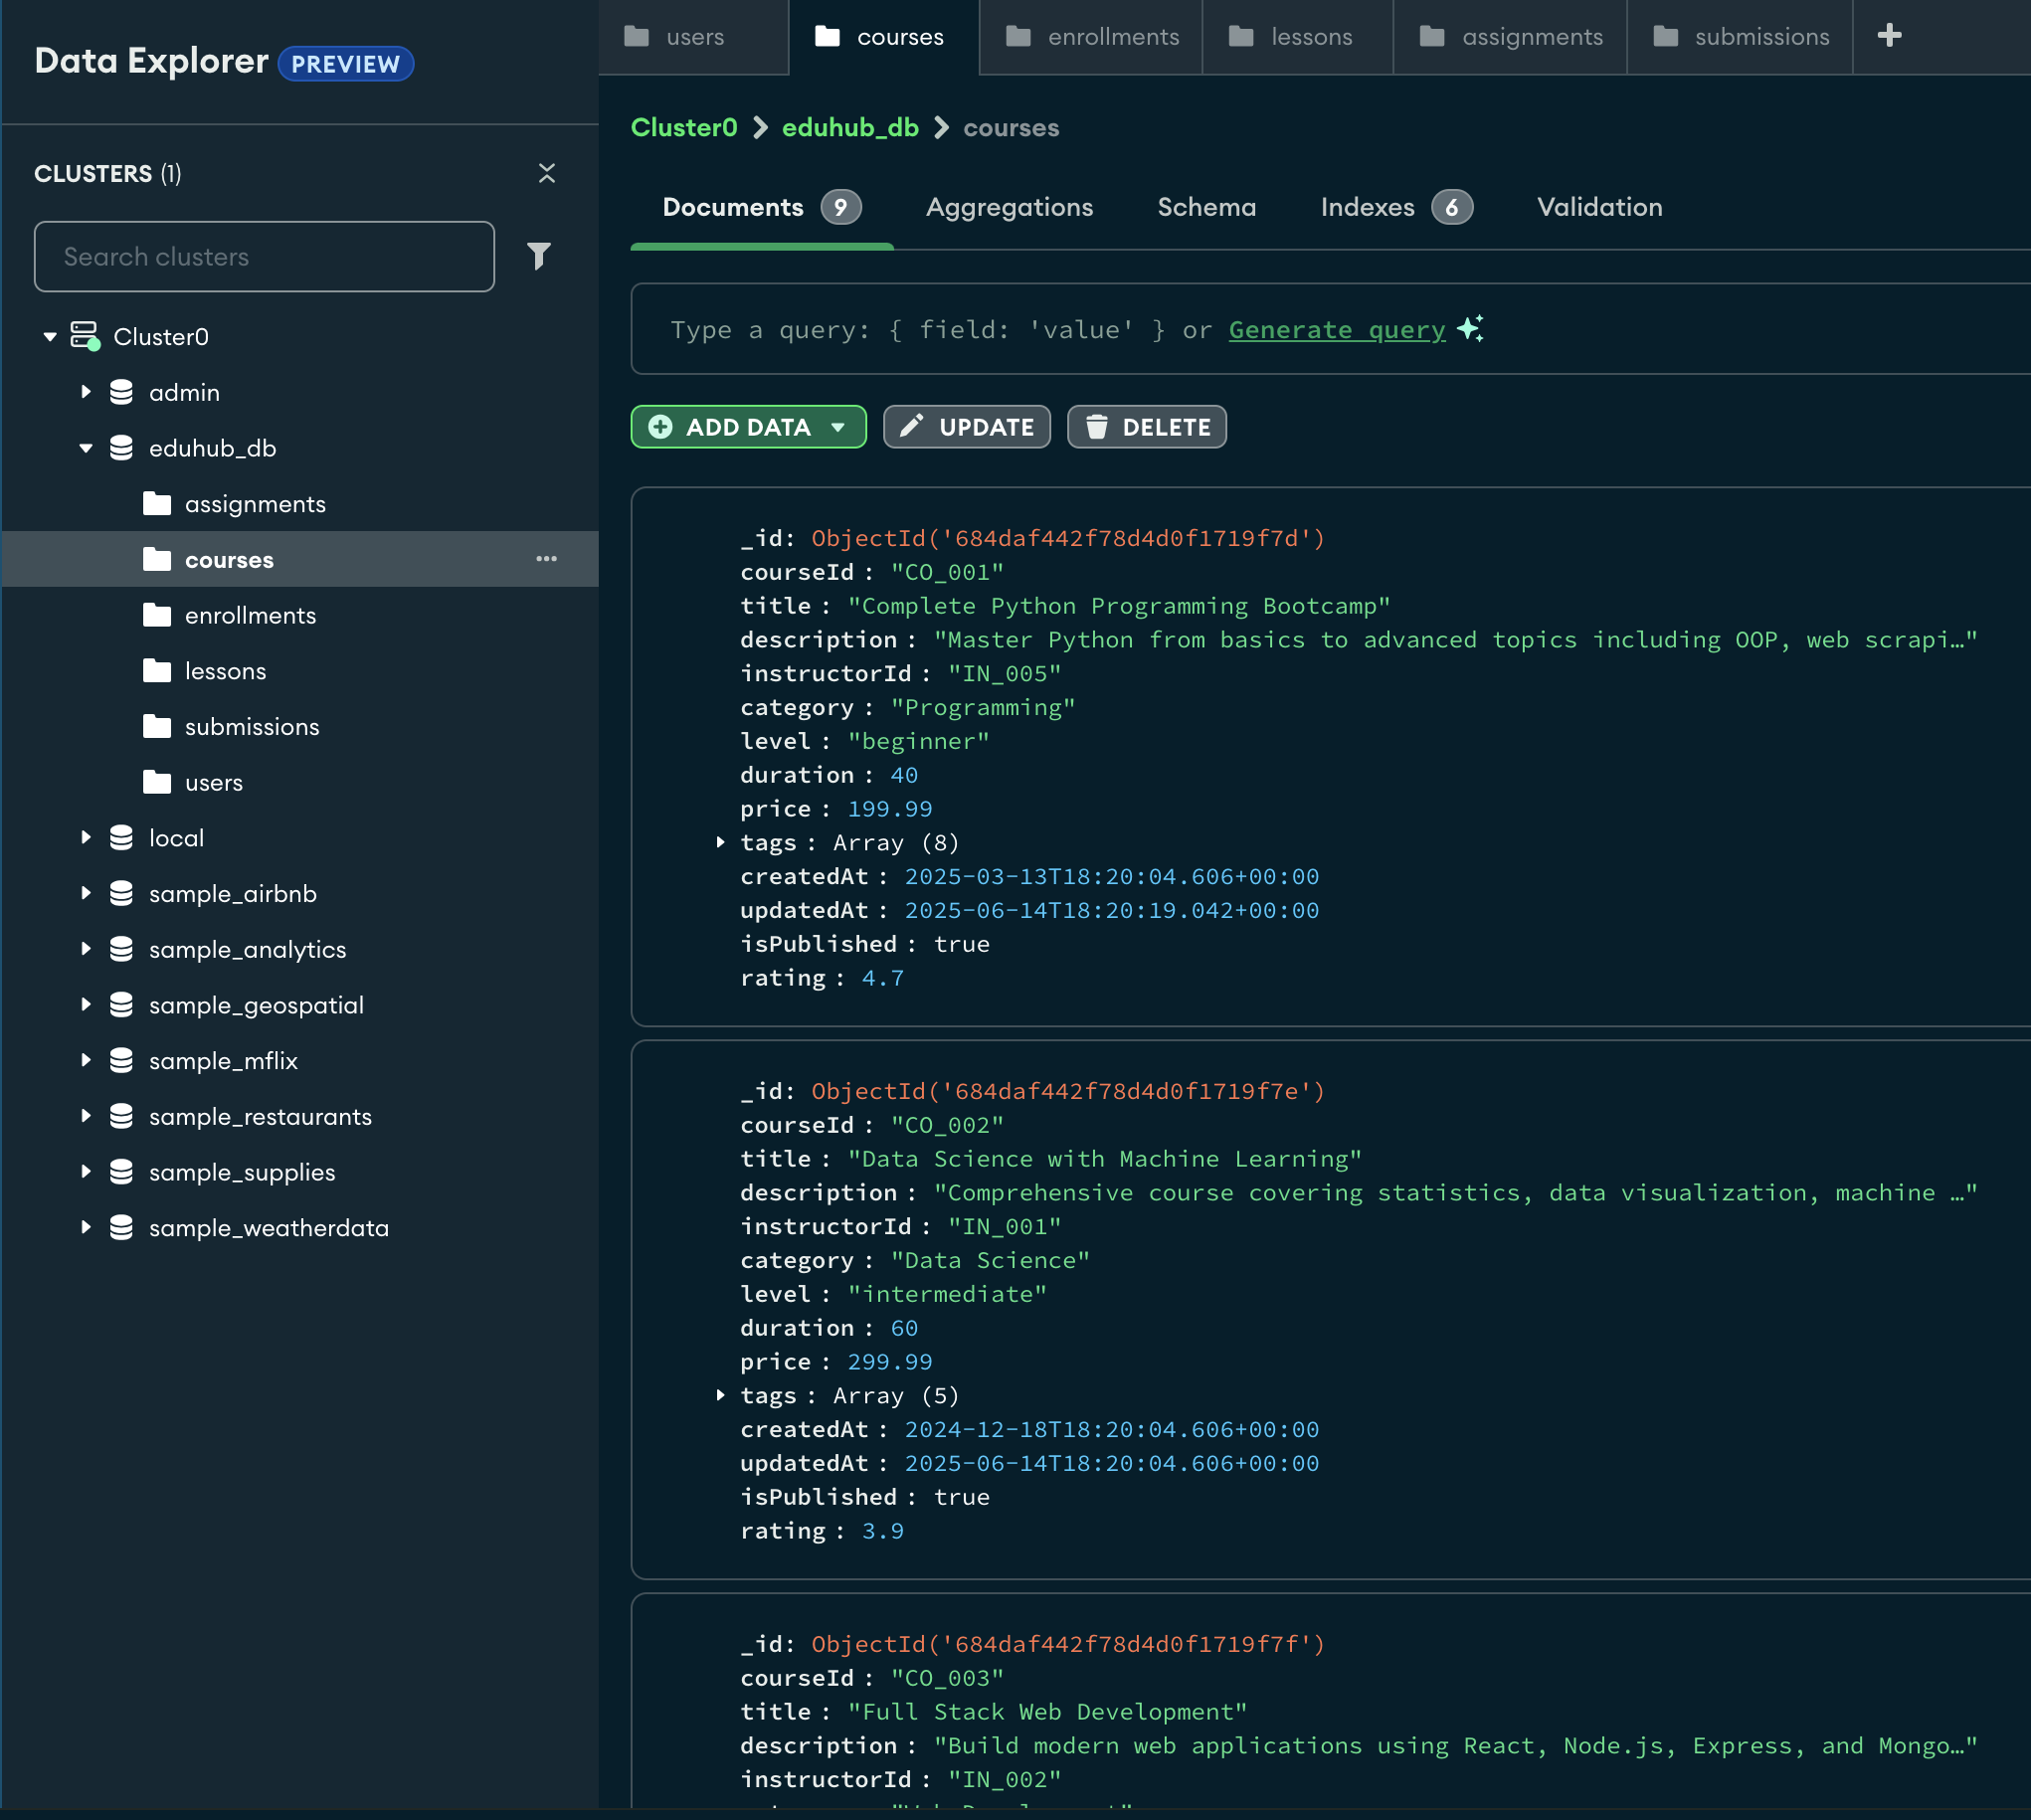 Data Explorer PREVIEW
CLUSTERS (1)
Search clusters
Cluster0
admin
eduhub_db
assignments
courses
enrollments
lessons
submissions
users
local
sample_airbnb
sample_analytics
sample_geospatial
sample_mflix
sample_restaurants
sample_supplies
sample_weatherdata
users courses enrollments lessons assignments submissions
Cluster0 > eduhub_db > courses
Documents 9 Aggregations Schema Indexes 6 Validation
Type a query: { field: 'value' } or Generate query
ADD DATA UPDATE DELETE
_id: ObjectId('684daf442f78d4d0f1719f7d')
courseId : "CO_001"
title : "Complete Python Programming Bootcamp"
description : "Master Python from basics to advanced topics including OOP, web scrapi…"
instructorId : "IN_005"
category : "Programming"
level : "beginner"
duration : 40
price : 199.99
tags : Array (8)
createdAt : 2025-03-13T18:20:04.606+00:00
updatedAt : 2025-06-14T18:20:19.042+00:00
isPublished : true
rating : 4.7
_id: ObjectId('684daf442f78d4d0f1719f7e')
courseId : "CO_002"
title : "Data Science with Machine Learning"
description : "Comprehensive course covering statistics, data visualization, machine …"
instructorId : "IN_001"
category : "Data Science"
level : "intermediate"
duration : 60
price : 299.99
tags : Array (5)
createdAt : 2024-12-18T18:20:04.606+00:00
updatedAt : 2025-06-14T18:20:04.606+00:00
isPublished : true
rating : 3.9
_id: ObjectId('684daf442f78d4d0f1719f7f')
courseId : "CO_003"
title : "Full Stack Web Development"
description : "Build modern web applications using React, Node.js, Express, and Mongo…"
instructorId : "IN_002"